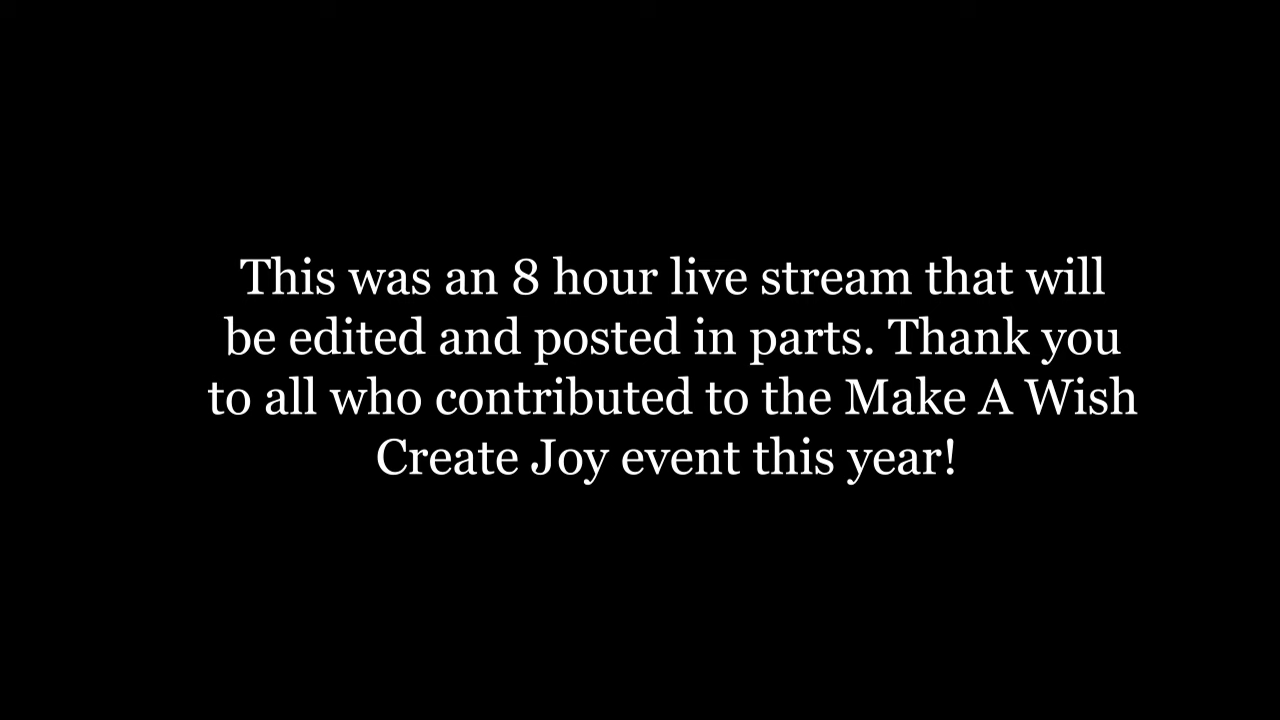 This was an 8 hour live stream that will
be edited and posted in parts. Thank you
to all who contributed to the Make A Wish
Create Joy event this year!